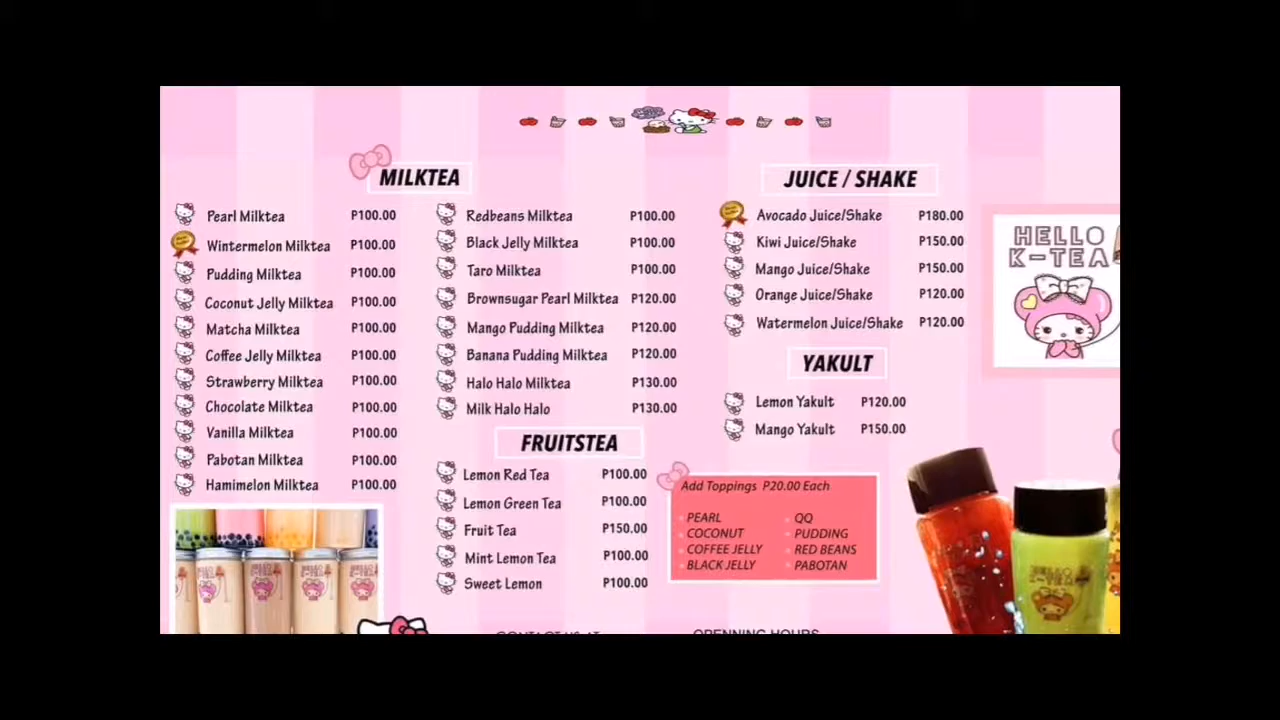 MILKTEA
Pearl Milktea P100.00
Wintermelon Milktea P100.00
Pudding Milktea P100.00
Coconut Jelly Milktea P100.00
Matcha Milktea P100.00
Coffee Jelly Milktea P100.00
Strawberry Milktea P100.00
Chocolate Milktea P100.00
Vanilla Milktea P100.00
Pabotan Milktea P100.00
Hamimelon Milktea P100.00
Redbeans Milktea P100.00
Black Jelly Milktea P100.00
Taro Milktea P100.00
Brownsugar Pearl Milktea P120.00
Mango Pudding Milktea P120.00
Banana Pudding Milktea P120.00
Halo Halo Milktea P130.00
Milk Halo Halo P130.00
FRUITSTEA
Lemon Red Tea P100.00
Lemon Green Tea P100.00
Fruit Tea P150.00
Mint Lemon Tea P100.00
Sweet Lemon P100.00
JUICE / SHAKE
Avocado Juice/Shake P180.00
Kiwi Juice/Shake P150.00
Mango Juice/Shake P150.00
Orange Juice/Shake P120.00
Watermelon Juice/Shake P120.00
YAKULT
Lemon Yakult P120.00
Mango Yakult P150.00
Add Toppings P20.00 Each
PEARL QQ
COCONUT PUDDING
COFFEE JELLY RED BEANS
BLACK JELLY PABOTAN
HELLO
K-TEA
HELLO
K-TEA
CONTACT US AT
OPENNING HOURS